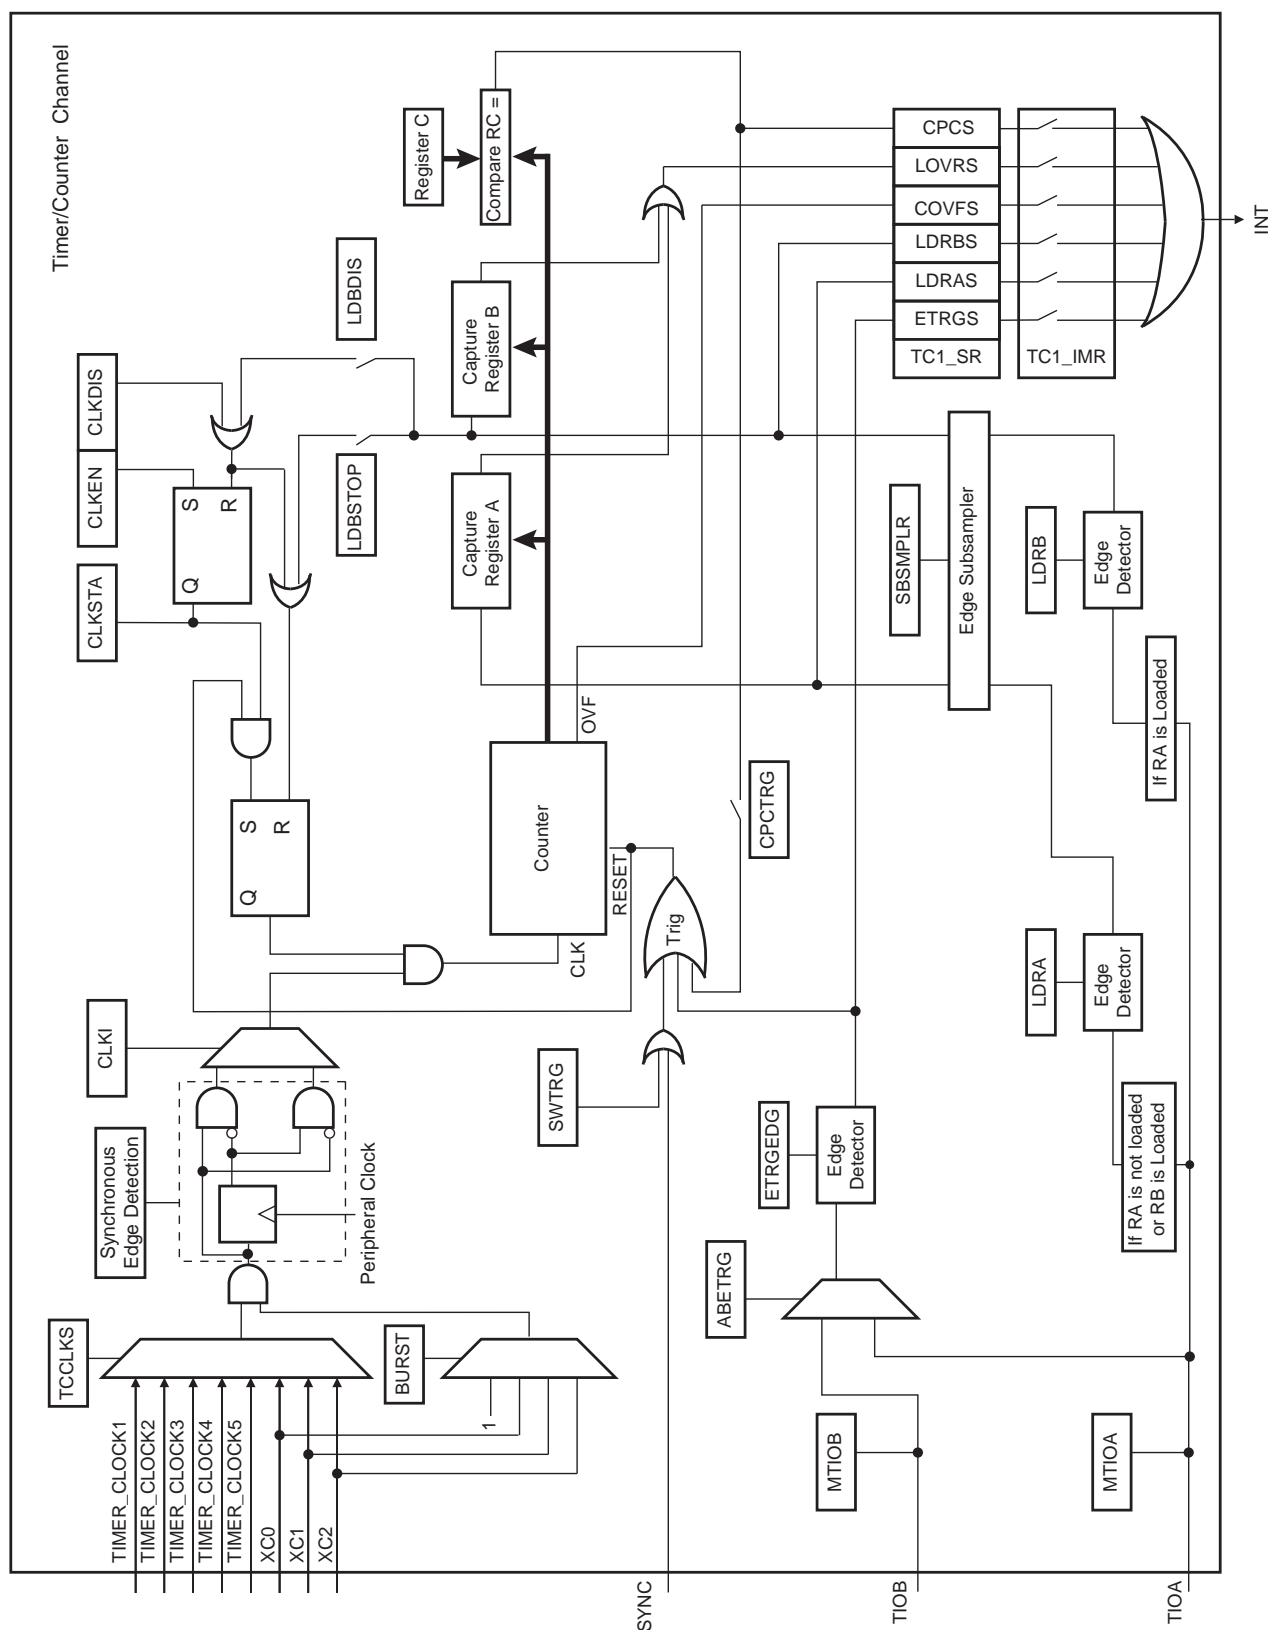 Timer/Counter Channel
TCCLKS
TIMER_CLOCK1
TIMER_CLOCK2
TIMER_CLOCK3
TIMER_CLOCK4
TIMER_CLOCK5
XC0
XC1
XC2
BURST
1
Synchronous
Edge Detection
Peripheral Clock
CLKI
CLKSTA
CLKEN
CLKDIS
Q
S
R
Q
S
R
LDBSTOP
LDBDIS
Register C
Compare RC =
Capture
Register A
Capture
Register B
Counter
CLK
OVF
RESET
Trig
SWTRG
CPCTRG
SYNC
MTIOB
TIOB
ABETRG
ETRGEDG
Edge
Detector
MTIOA
TIOA
If RA is not loaded
or RB is Loaded
LDRA
Edge
Detector
If RA is Loaded
LDRB
Edge
Detector
SBSMPLR
Edge Subsampler
CPCS
LOVRS
COVFS
LDRBS
LDRAS
ETRGS
TC1_SR
TC1_IMR
INT